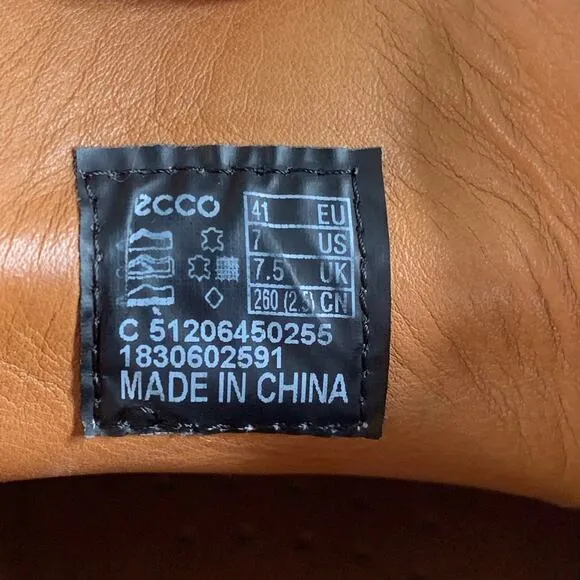 ecco
41 EU
7 US
7.5 UK
260 (2.5) CN
C 51206450255
1830602591
MADE IN CHINA